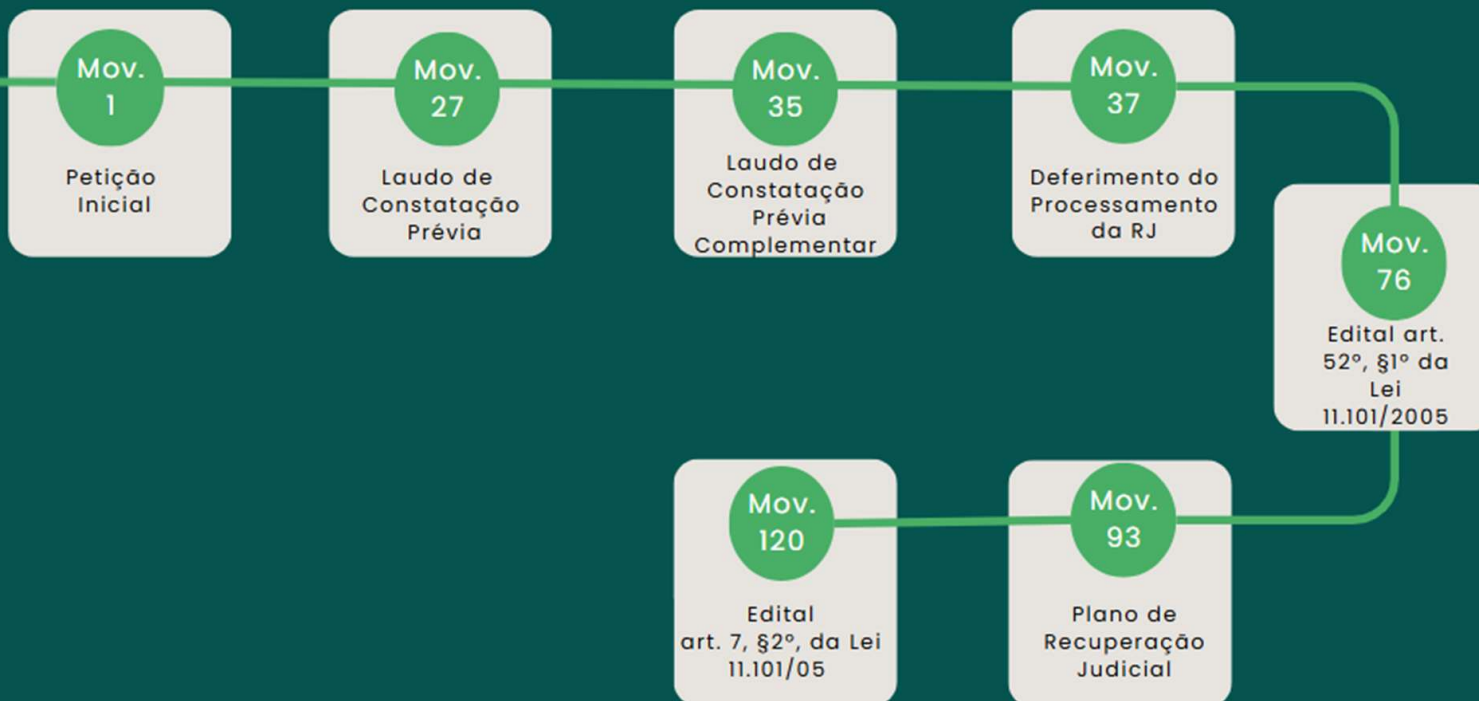 Mov.
1
Petição
Inicial
Mov.
27
Laudo de
Constatação
Prévia
Mov.
35
Laudo de
Constatação
Prévia
Complementar
Mov.
37
Deferimento do
Processamento
da RJ
Mov.
76
Edital art.
52º, §1º da
Lei
11.101/2005
Mov.
93
Plano de
Recuperação
Judicial
Mov.
120
Edital
art. 7, §2º, da Lei
11.101/05